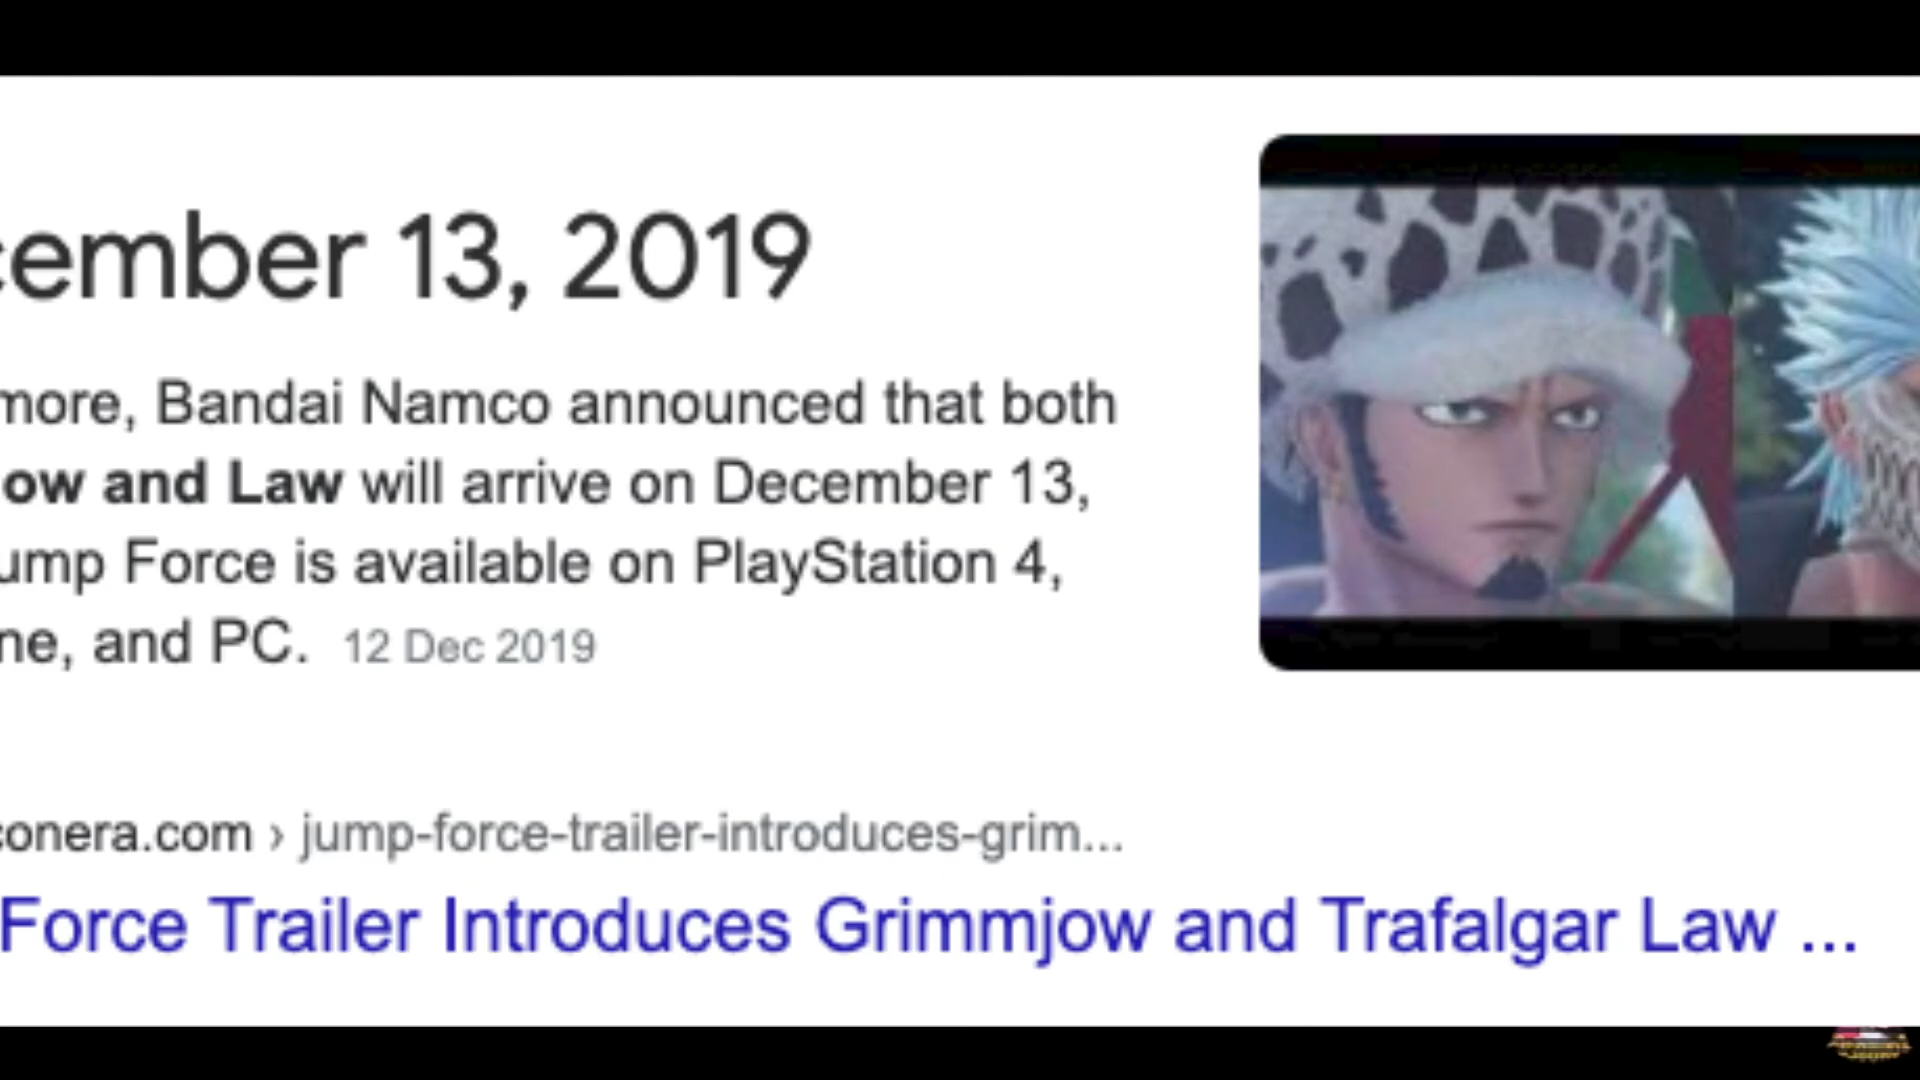 cember 13, 2019
more, Bandai Namco announced that both
ow and Law will arrive on December 13,
ump Force is available on PlayStation 4,
ne, and PC. 12 Dec 2019
conera.com › jump-force-trailer-introduces-grim...
Force Trailer Introduces Grimmjow and Trafalgar Law ...